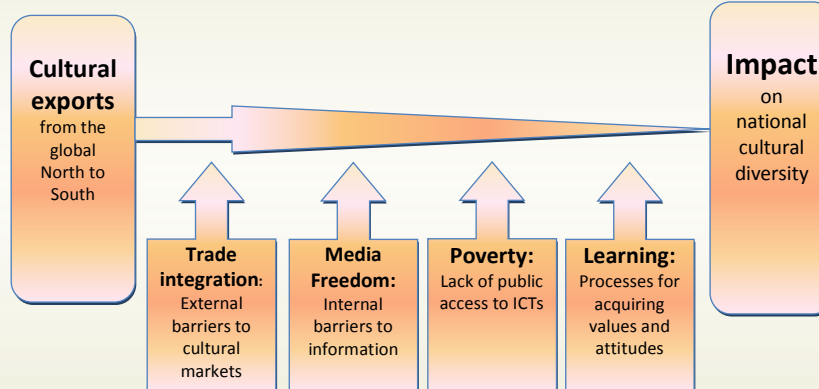 Cultural
exports
from the
global
North to
South
Impact
on
national
cultural
diversity
Trade
integration:
External
barriers to
cultural
markets
Media
Freedom:
Internal
barriers to
information
Poverty:
Lack of public
access to ICTs
Learning:
Processes for
acquiring
values and
attitudes